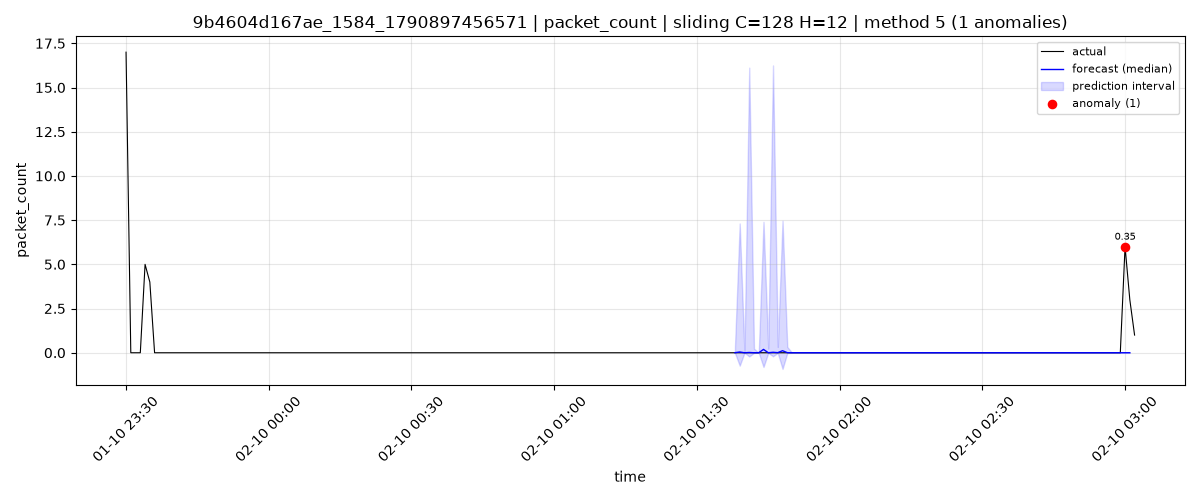 9b4604d167ae_1584_1790897456571 | packet_count | sliding C=128 H=12 | method 5 (1 anomalies)
17.5
15.0
12.5
10.0
7.5
5.0
2.5
0.0
packet_count
actual
forecast (median)
prediction interval
anomaly (1)
0.35
01-10 23:30
02-10 00:00
02-10 00:30
02-10 01:00
02-10 01:30
02-10 02:00
02-10 02:30
02-10 03:00
time